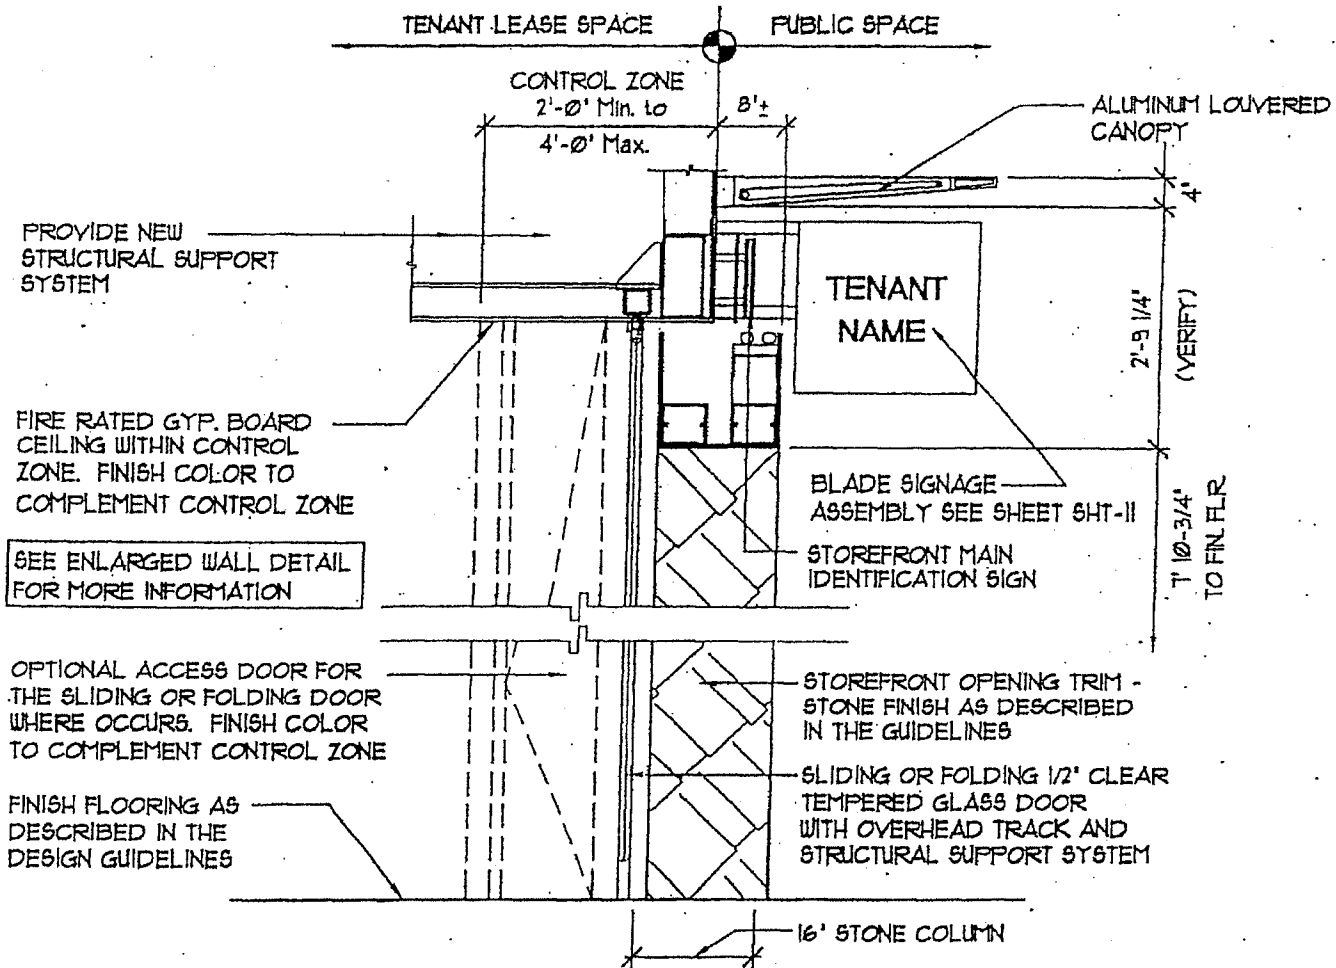 TENANT LEASE SPACE
PUBLIC SPACE
CONTROL ZONE
2'-0' Min. to
4'-0' Max.
8'±
ALUMINUM LOUVERED
CANOPY
4'
PROVIDE NEW
STRUCTURAL SUPPORT
SYSTEM
TENANT
NAME
2'-9 1/4'
(VERIFY)
FIRE RATED GYP. BOARD
CEILING WITHIN CONTROL
ZONE. FINISH COLOR TO
COMPLEMENT CONTROL ZONE
BLADE SIGNAGE
ASSEMBLY SEE SHEET SHT-11
STOREFRONT MAIN
IDENTIFICATION SIGN
10-3/4"
TO FIN. FLR
SEE ENLARGED WALL DETAIL
FOR MORE INFORMATION
OPTIONAL ACCESS DOOR FOR
THE SLIDING OR FOLDING DOOR
WHERE OCCURS. FINISH COLOR
TO COMPLEMENT CONTROL ZONE
STOREFRONT OPENING TRIM -
STONE FINISH AS DESCRIBED
IN THE GUIDELINES
SLIDING OR FOLDING 1/2' CLEAR
TEMPERED GLASS DOOR
WITH OVERHEAD TRACK AND
STRUCTURAL SUPPORT SYSTEM
FINISH FLOORING AS
DESCRIBED IN THE
DESIGN GUIDELINES
16' STONE COLUMN